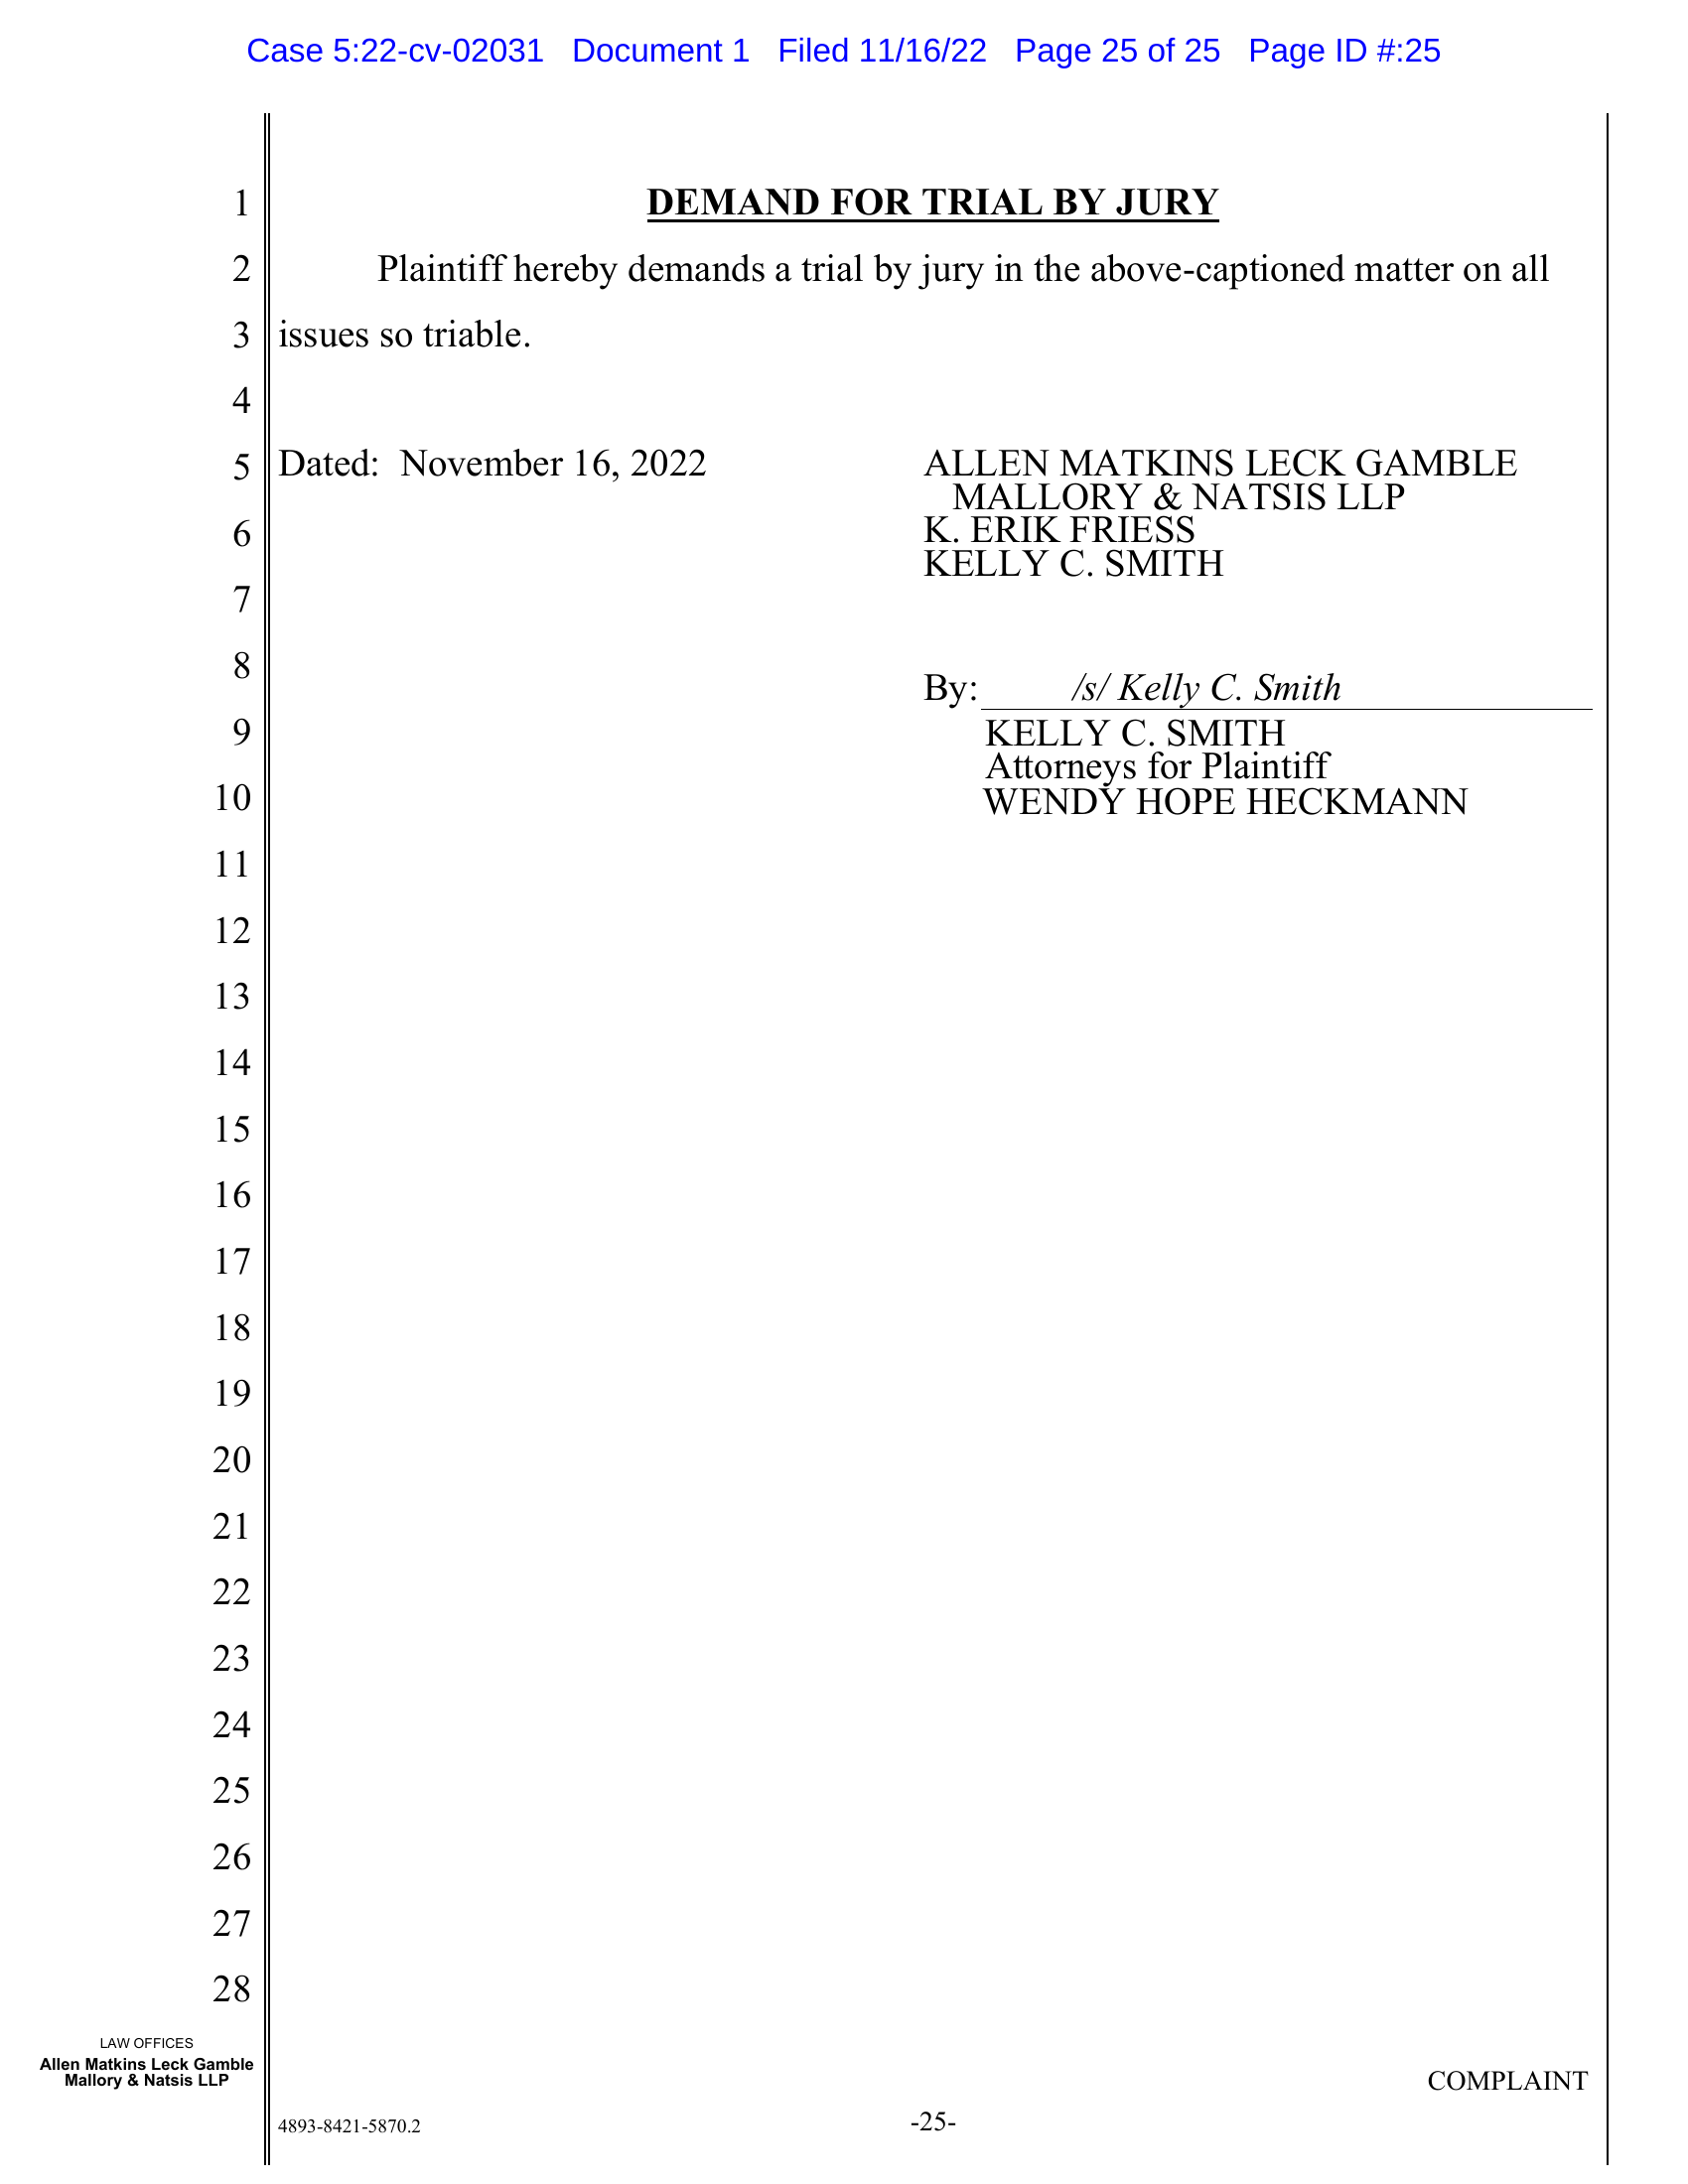 Case 5:22-cv-02031 Document 1 Filed 11/16/22 Page 25 of 25 Page ID #:25
1 DEMAND FOR TRIAL BY JURY
2 Plaintiff hereby demands a trial by jury in the above-captioned matter on all
3 issues so triable.
4
5 Dated: November 16, 2022 ALLEN MATKINS LECK GAMBLE
MALLORY & NATSIS LLP
6 K. ERIK FRIESS
KELLY C. SMITH
7
8 By: /s/ Kelly C. Smith
9 KELLY C. SMITH
Attorneys for Plaintiff
10 WENDY HOPE HECKMANN
11
12
13
14
15
16
17
18
19
20
21
22
23
24
25
26
27
28
LAW OFFICES
Allen Matkins Leck Gamble
Mallory & Natsis LLP
COMPLAINT
4893-8421-5870.2 -25-